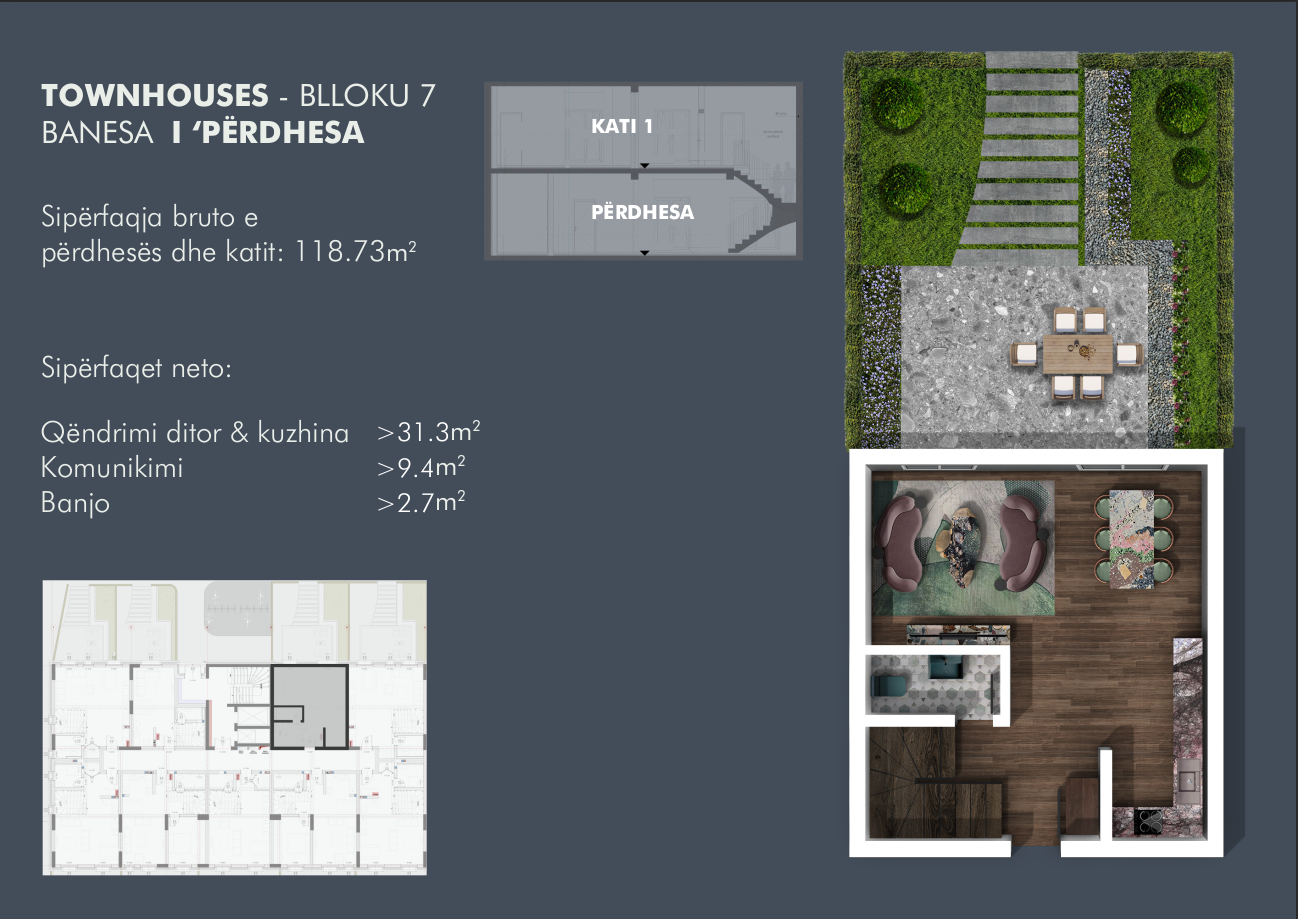 TOWNHOUSES - BLLOKU 7
BANESA I ‘PËRDHESA
Sipërfaqja bruto e
përdhesës dhe katit: 118.73m²
Sipërfaqet neto:
Qëndrimi ditor & kuzhina >31.3m²
Komunikimi >9.4m²
Banjo >2.7m²
KATI 1
PËRDHESA